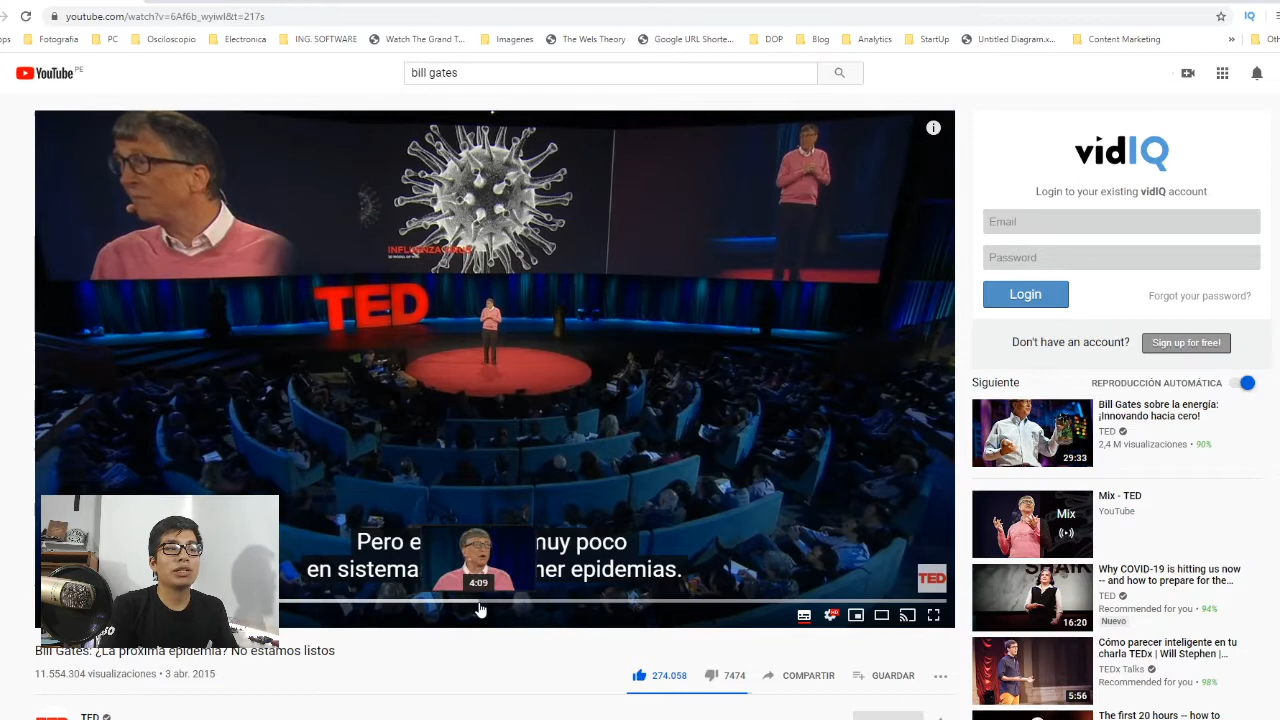 youtube.com/watch?v=6Af6b_wyiwI&t=217s
IQ
Fotografia PC Osciloscopio Electronica ING. SOFTWARE Watch The Grand T... Imagenes The Wels Theory Google URL Shorte... DOP Blog Analytics StartUp Untitled Diagram.x... Content Marketing » Oth
YouTube PE
bill gates
INFLUENZA VIRUS
TED
Pero e
muy poco
en sistema
ner epidemias.
4:09
TED
Bill Gates: ¿La próxima epidemia? No estamos listos
11.554.304 visualizaciones • 3 abr. 2015
274.058 7474 COMPARTIR GUARDAR
TED
vidIQ
Login to your existing vidIQ account
Email
Password
Login
Forgot your password?
Don't have an account? Sign up for free!
Siguiente
REPRODUCCIÓN AUTOMÁTICA
Bill Gates sobre la energía:
¡Innovando hacia cero!
TED
2,4 M visualizaciones • 90%
29:33
Mix - TED
YouTube
Mix
Why COVID-19 is hitting us now
-- and how to prepare for the...
TED
Recommended for you • 94%
Nuevo
16:20
Cómo parecer inteligente en tu
charla TEDx | Will Stephen |...
TEDx Talks
Recommended for you • 98%
5:56
The first 20 hours -- how to